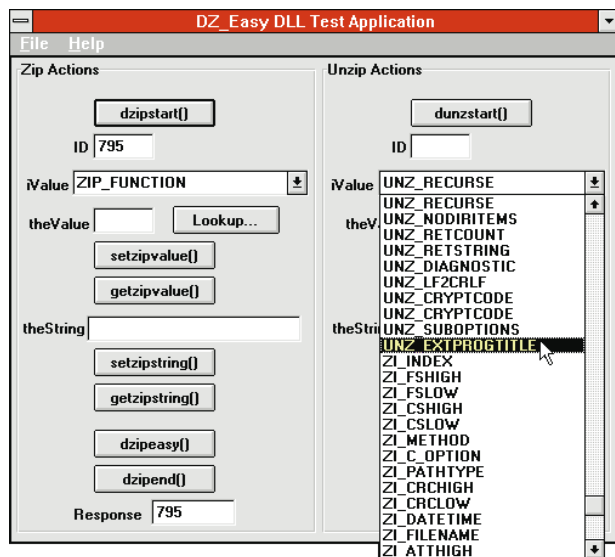 DZ_Easy DLL Test Application
File Help
Zip Actions
dzipstart()
ID 795
iValue ZIP_FUNCTION
theValue Lookup...
setzipvalue()
getzipvalue()
theString
setzipstring()
getzipstring()
dzipeasy()
dzipend()
Response 795
Unzip Actions
dunzstart()
ID
iValue UNZ_RECURSE
theV
theStri
UNZ_RECURSE
UNZ_NODIRITEMS
UNZ_RETCOUNT
UNZ_RETSTRING
UNZ_DIAGNOSTIC
UNZ_LF2CRLF
UNZ_CRYPTCODE
UNZ_CRYPTCODE
UNZ_SUBOPTIONS
UNZ_EXTPROGTITLE
ZI_INDEX
ZI_FSHIGH
ZI_FSLOW
ZI_CSHIGH
ZI_CSLOW
ZI_METHOD
ZI_C_OPTION
ZI_PATHTYPE
ZI_CRCHIGH
ZI_CRCLOW
ZI_DATETIME
ZI_FILENAME
ZI_ATTHIGH